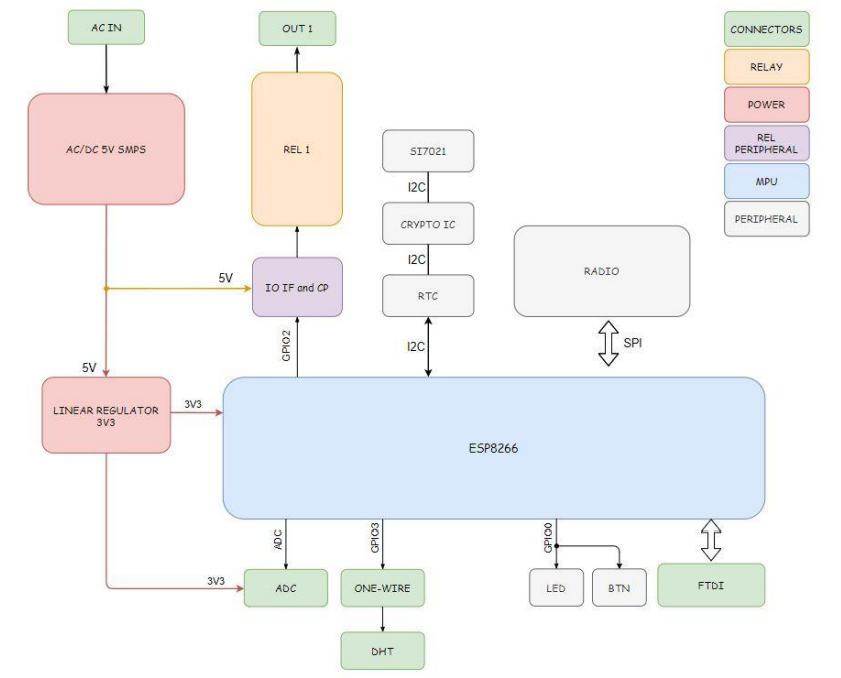 AC IN
OUT 1
CONNECTORS
RELAY
POWER
REL
PERIPHERAL
MPU
PERIPHERAL
AC/DC 5V SMPS
REL 1
SI7021
I2C
CRYPTO IC
I2C
RTC
I2C
RADIO
SPI
5V
IO IF and CP
GPIO2
5V
LINEAR REGULATOR
3V3
3V3
ESP8266
ADC
GPIO3
GPIO0
3V3
ADC
ONE-WIRE
LED
BTN
FTDI
DHT